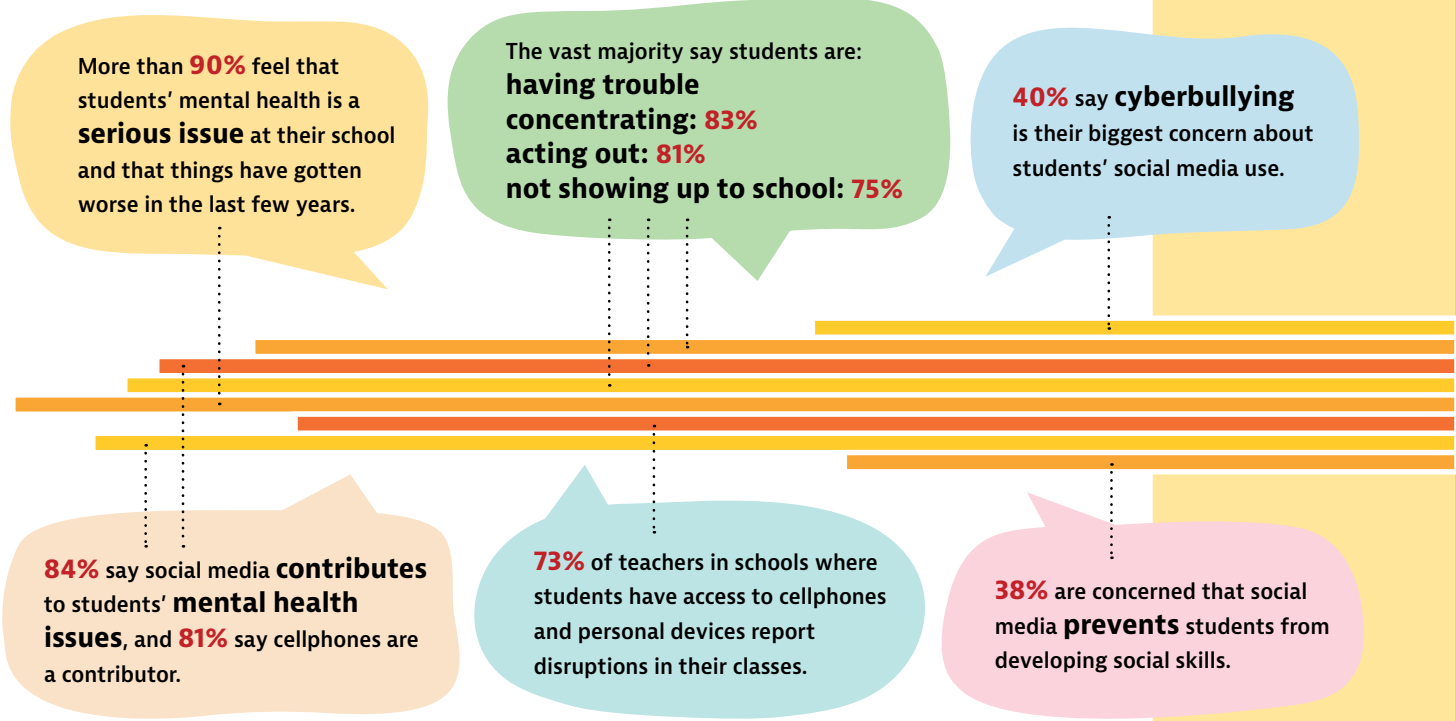 More than 90% feel that
students’ mental health is a
serious issue at their school
and that things have gotten
worse in the last few years.
The vast majority say students are:
having trouble
concentrating: 83%
acting out: 81%
not showing up to school: 75%
40% say cyberbullying
is their biggest concern about
students’ social media use.
84% say social media contributes
to students’ mental health
issues, and 81% say cellphones are
a contributor.
73% of teachers in schools where
students have access to cellphones
and personal devices report
disruptions in their classes.
38% are concerned that social
media prevents students from
developing social skills.